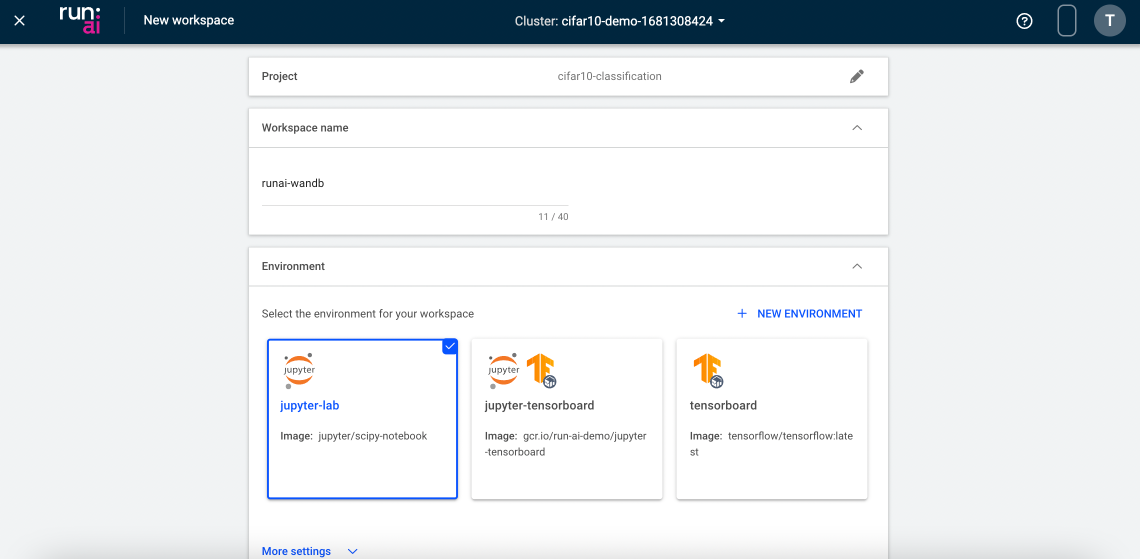 run:
ai
New workspace
Cluster: cifar10-demo-1681308424
?
T
Project
cifar10-classification
Workspace name
runai-wandb
11 / 40
Environment
Select the environment for your workspace
+ NEW ENVIRONMENT
jupyter
jupyter-lab
Image: jupyter/scipy-notebook
jupyter
jupyter-tensorboard
Image: gcr.io/run-ai-demo/jupyter
-tensorboard
tensorboard
Image: tensorflow/tensorflow:late
st
More settings